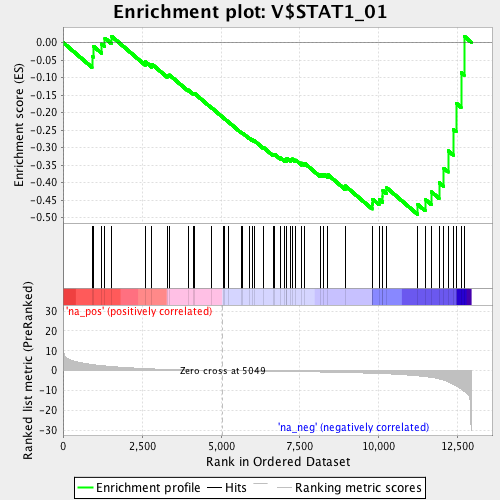 Enrichment plot: V$STAT1_01
Enrichment score (ES)
0.00
-0.05
-0.10
-0.15
-0.20
-0.25
-0.30
-0.35
-0.40
-0.45
-0.50
'na_pos' (positively correlated)
Ranked list metric (PreRanked)
30
20
10
0
-10
-20
-30
Zero cross at 5049
'na_neg' (negatively correlated)
0 2,500 5,000 7,500 10,000 12,500
Rank in Ordered Dataset
Enrichment profile Hits Ranking metric scores